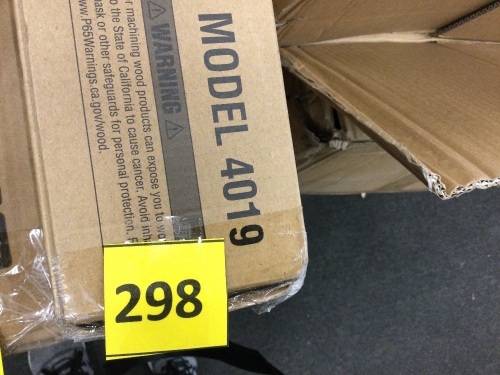 MODEL 4019
WARNING
r machining wood products can expose you to wo
o the State of California to cause cancer. Avoid inh
mask or other safeguards for personal protection. F
www.P65Warnings.ca.gov/wood.
298